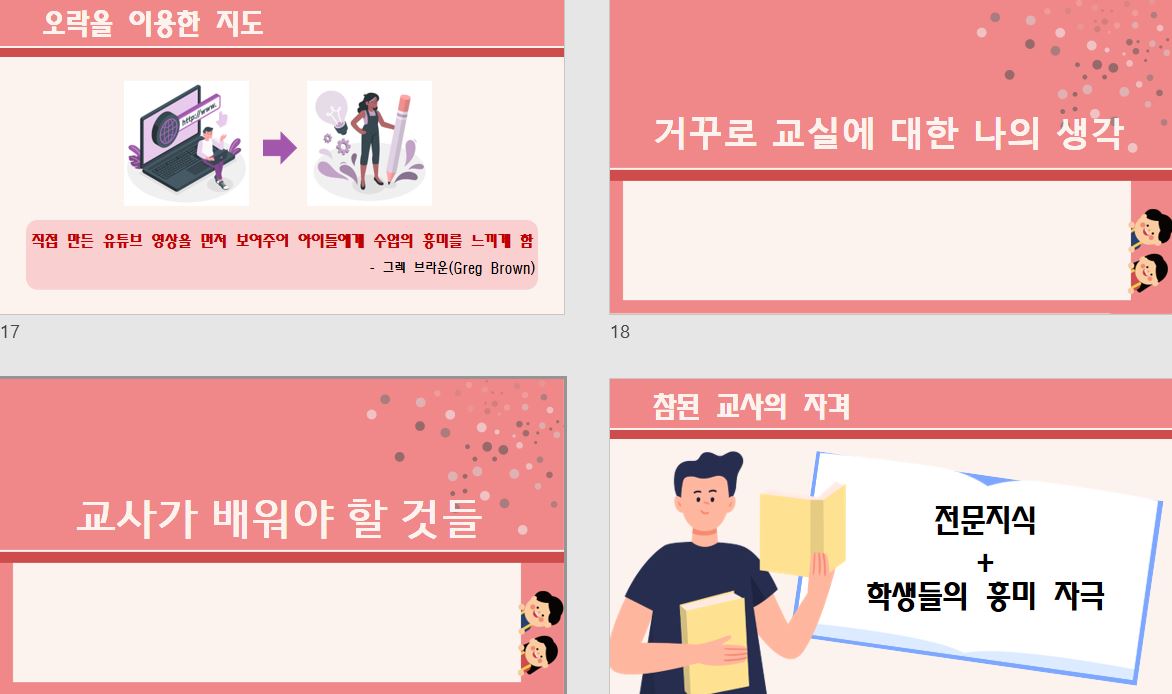 오락을 이용한 지도
http://www.
직접 만든 유튜브 영상을 먼저 보여주어 아이들에게 수업의 흥미를 느끼게 함
- 그렉 브라운(Greg Brown)
17
거꾸로 교실에 대한 나의 생각
18
교사가 배워야 할 것들
참된 교사의 자격
전문지식
+
학생들의 흥미 자극